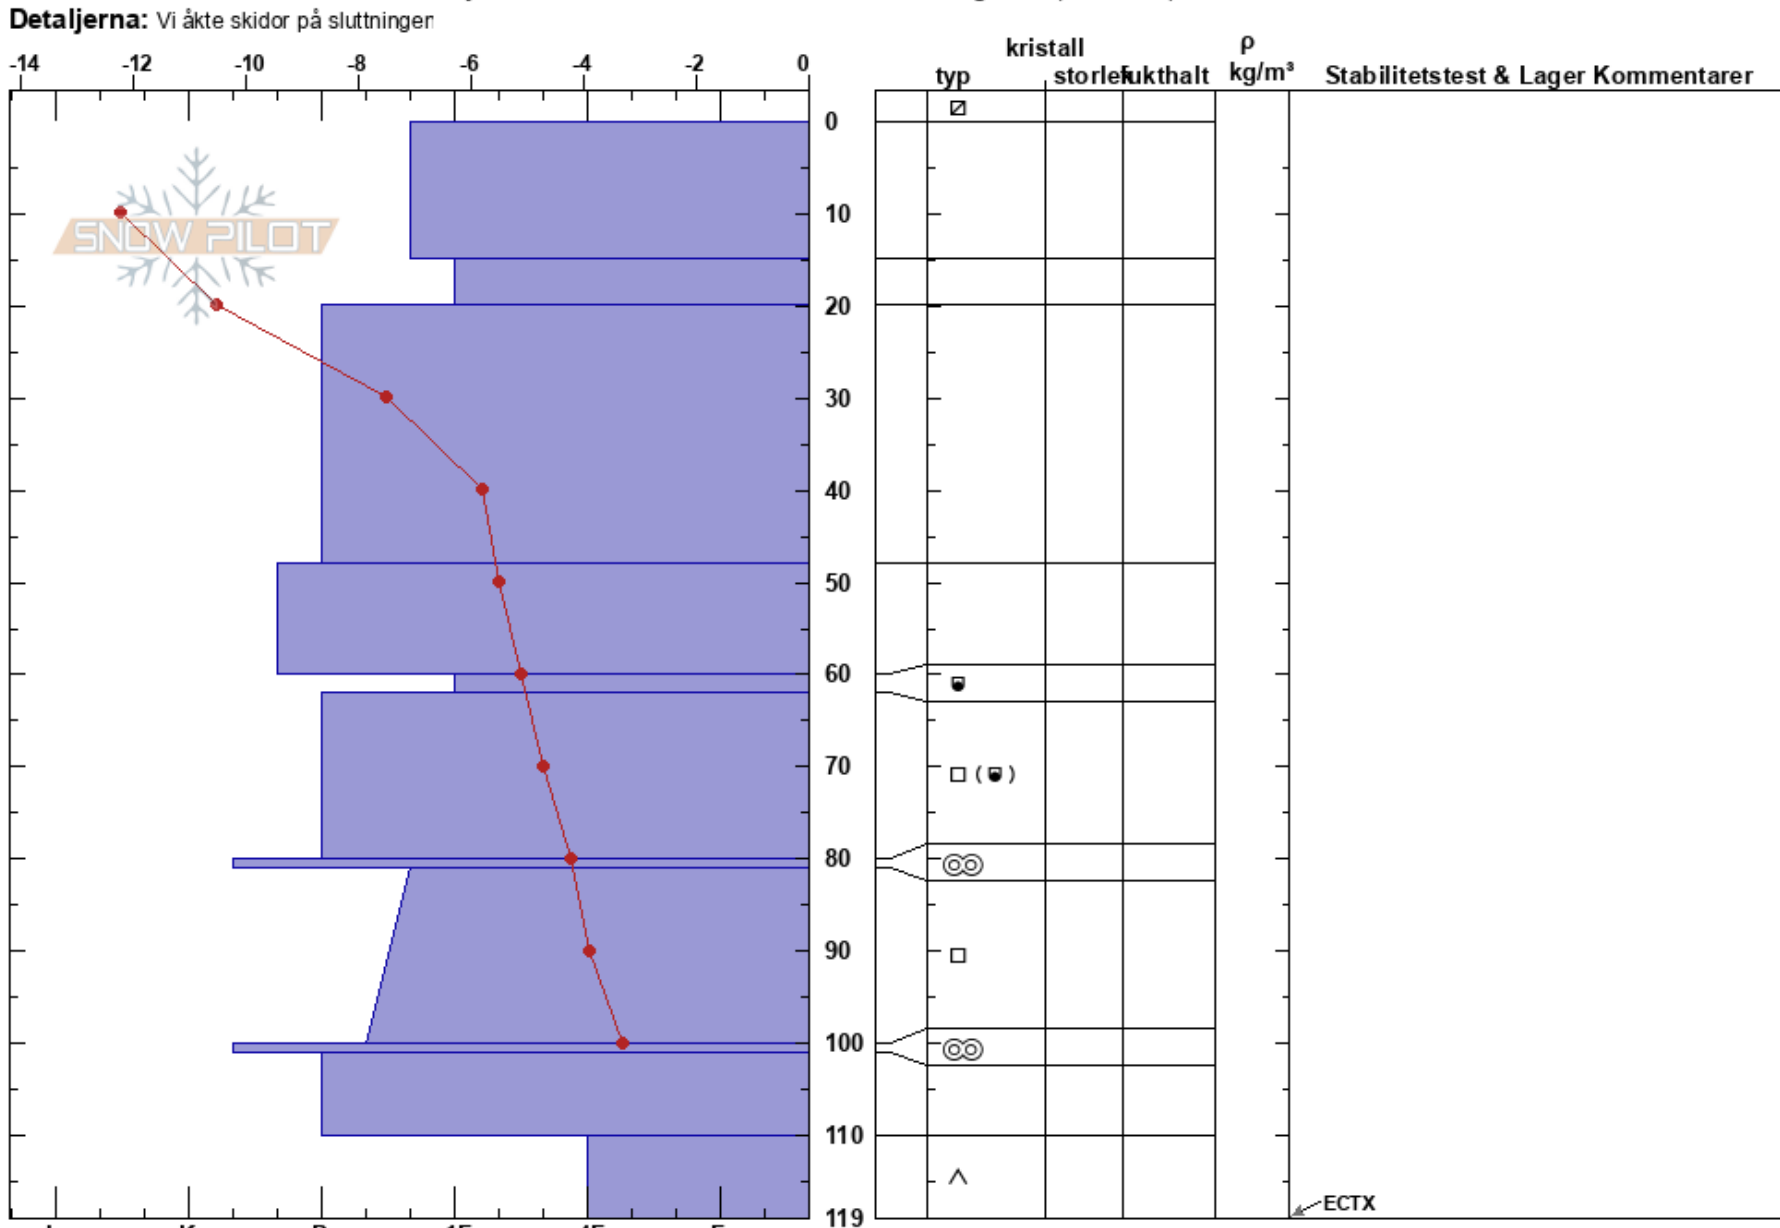 Detaljerna: Vi åkte skidor på sluttningen
kristall ρ
-14 -12 -10 -8 -6 -4 -2 0 typ storlek fukthalt kg/m³ Stabilitetstest & Lager Kommentarer
0
SNOW PILOT
10
20
30
40
50
60
70
( )
80
90
100
110
ECTX
119